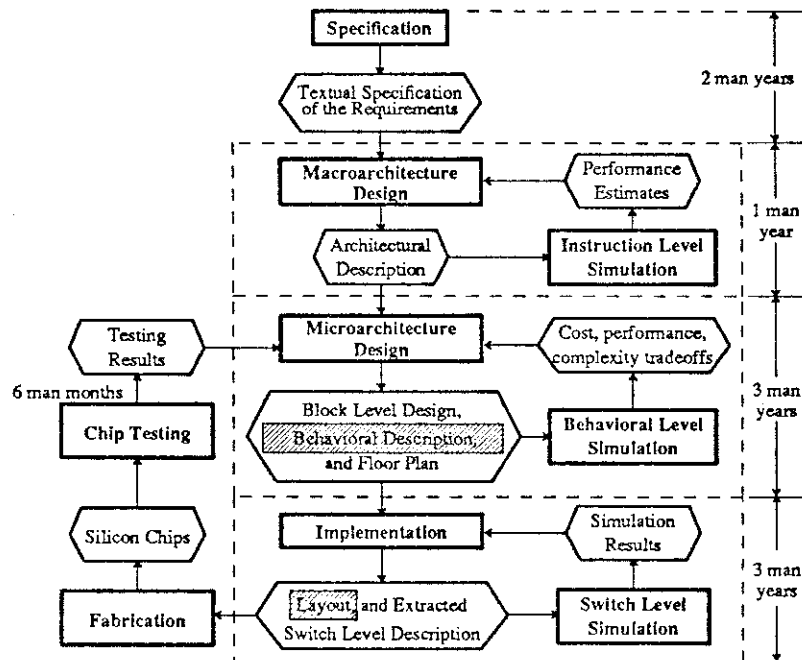 Specification
2 man years
Textual Specification
of the Requirements
Macroarchitecture
Design
Performance
Estimates
1 man
year
Architectural
Description
Instruction Level
Simulation
Testing
Results
Microarchitecture
Design
Cost, performance,
complexity tradeoffs
6 man months
3 man
years
Chip Testing
Block Level Design,
Behavioral Description,
and Floor Plan
Behavioral Level
Simulation
Silicon Chips
Implementation
Simulation
Results
3 man
years
Fabrication
Layout, and Extracted
Switch Level Description
Switch Level
Simulation